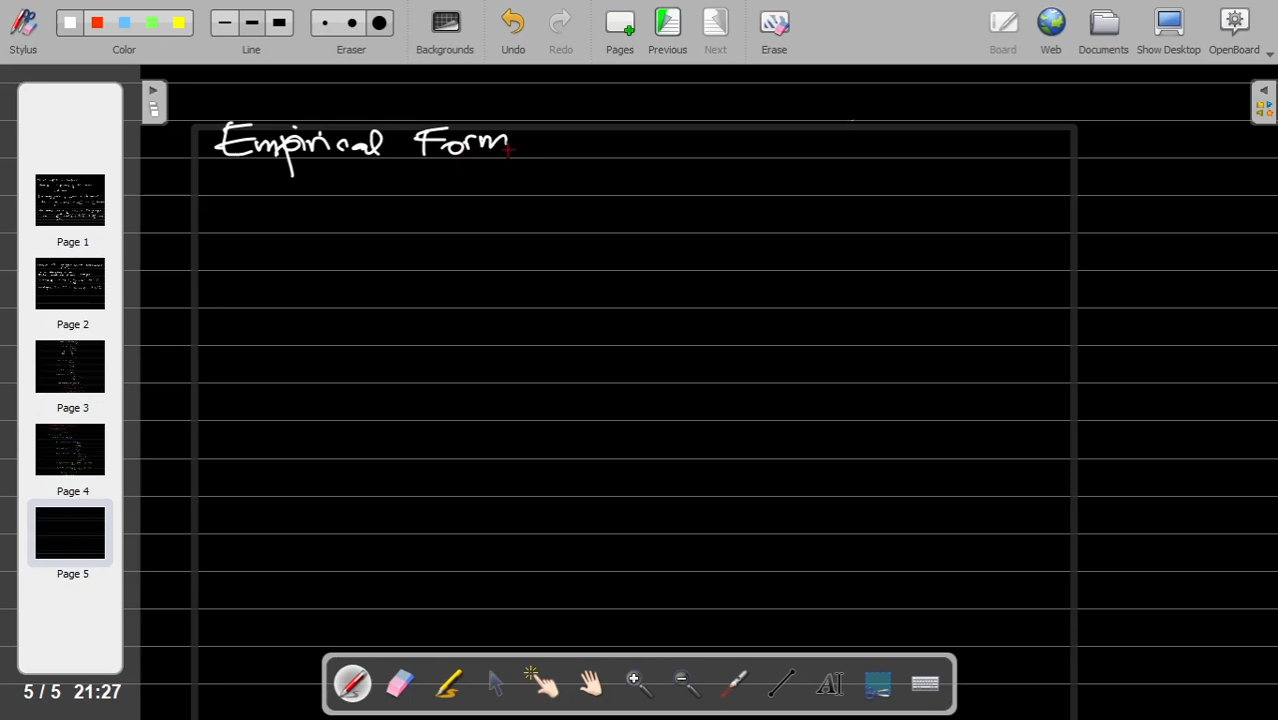 Stylus
Color
Line
Eraser
Backgrounds
Undo
Redo
Pages
Previous
Next
Erase
Board
Web
Documents
Show Desktop
OpenBoard
Empirical Form
Page 1
Page 2
Page 3
Page 4
Page 5
5 / 5 21:27